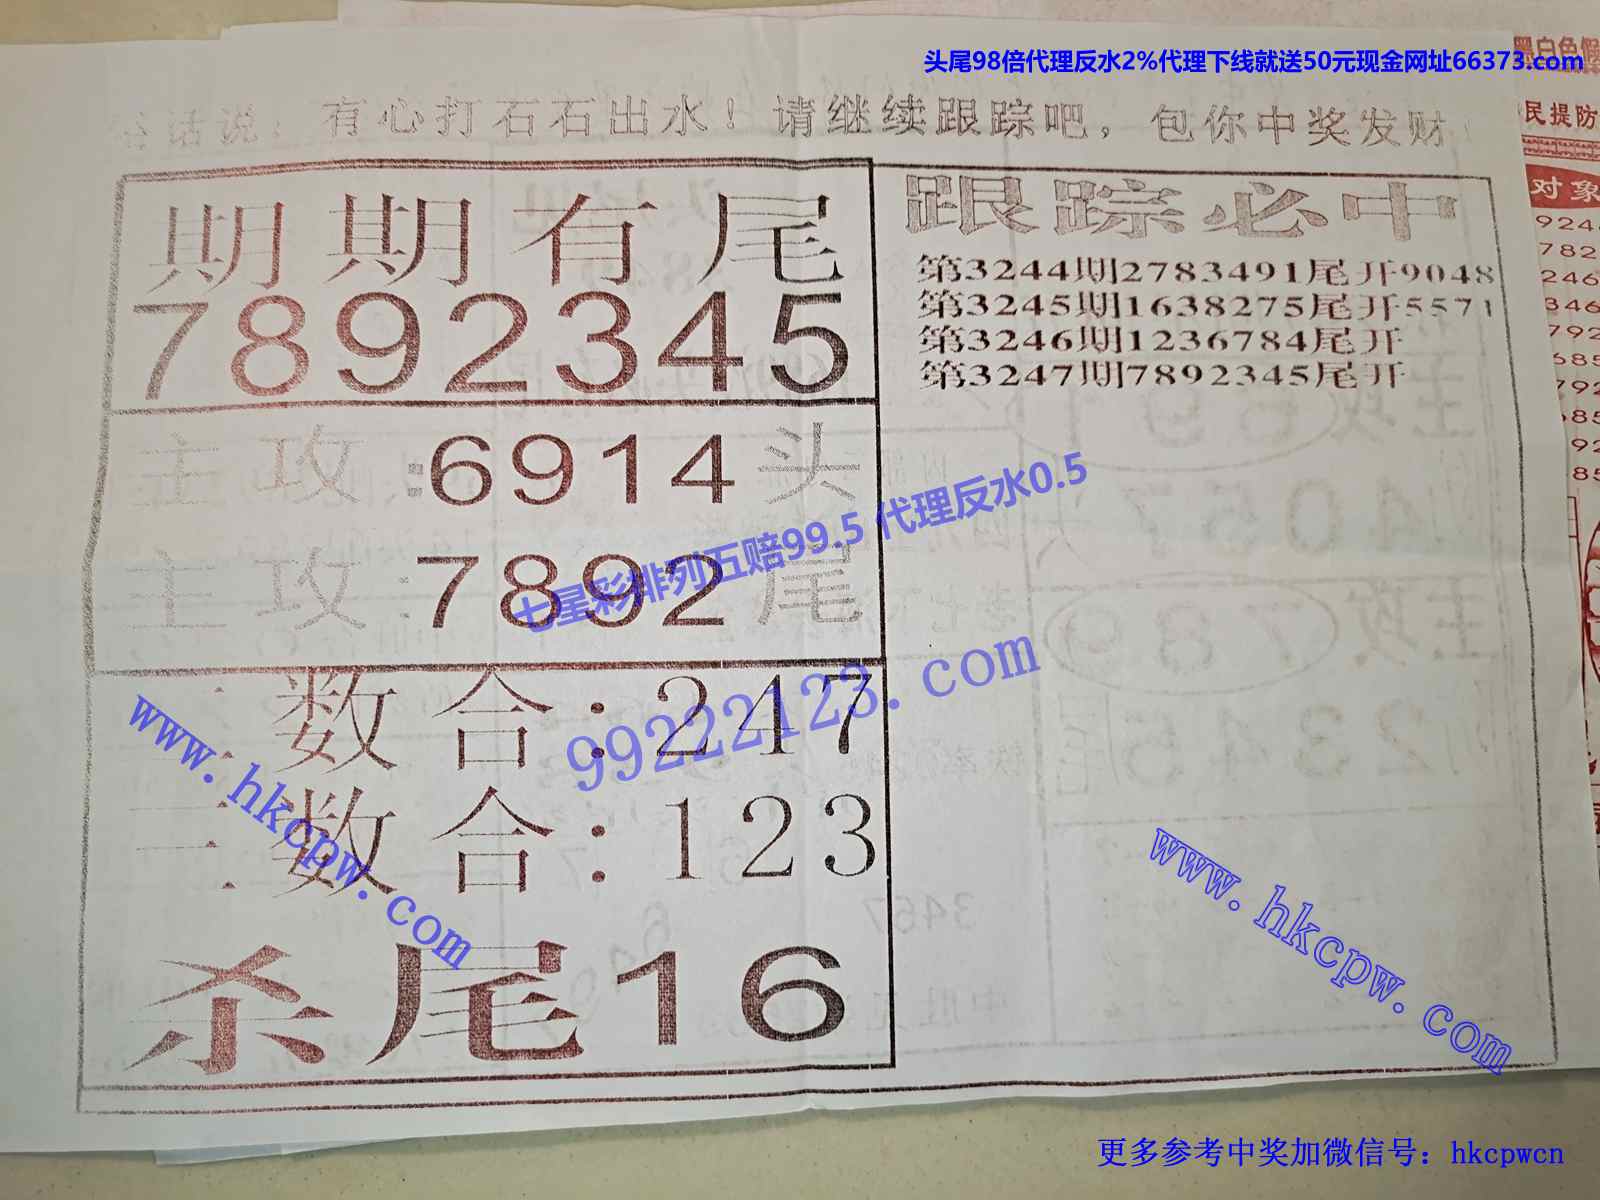 头尾98倍代理反水2%代理下线就送50元现金网址66373.com
话说：有心打石石出水！请继续跟踪吧，包你中奖发财
期期有尾
7892345
主攻:6914头
主攻:7892尾
二数合:247
三数合:123
杀尾16
跟踪必中
第3244期2783491尾开9048
第3245期1638275尾开5571
第3246期1236784尾开
第3247期7892345尾开
七星彩排列五赔99.5 代理反水0.5
99222123.com
www.hkcpw.com
www.hkcpw.com
民提防
对象
更多参考中奖加微信号：hkcpwcn